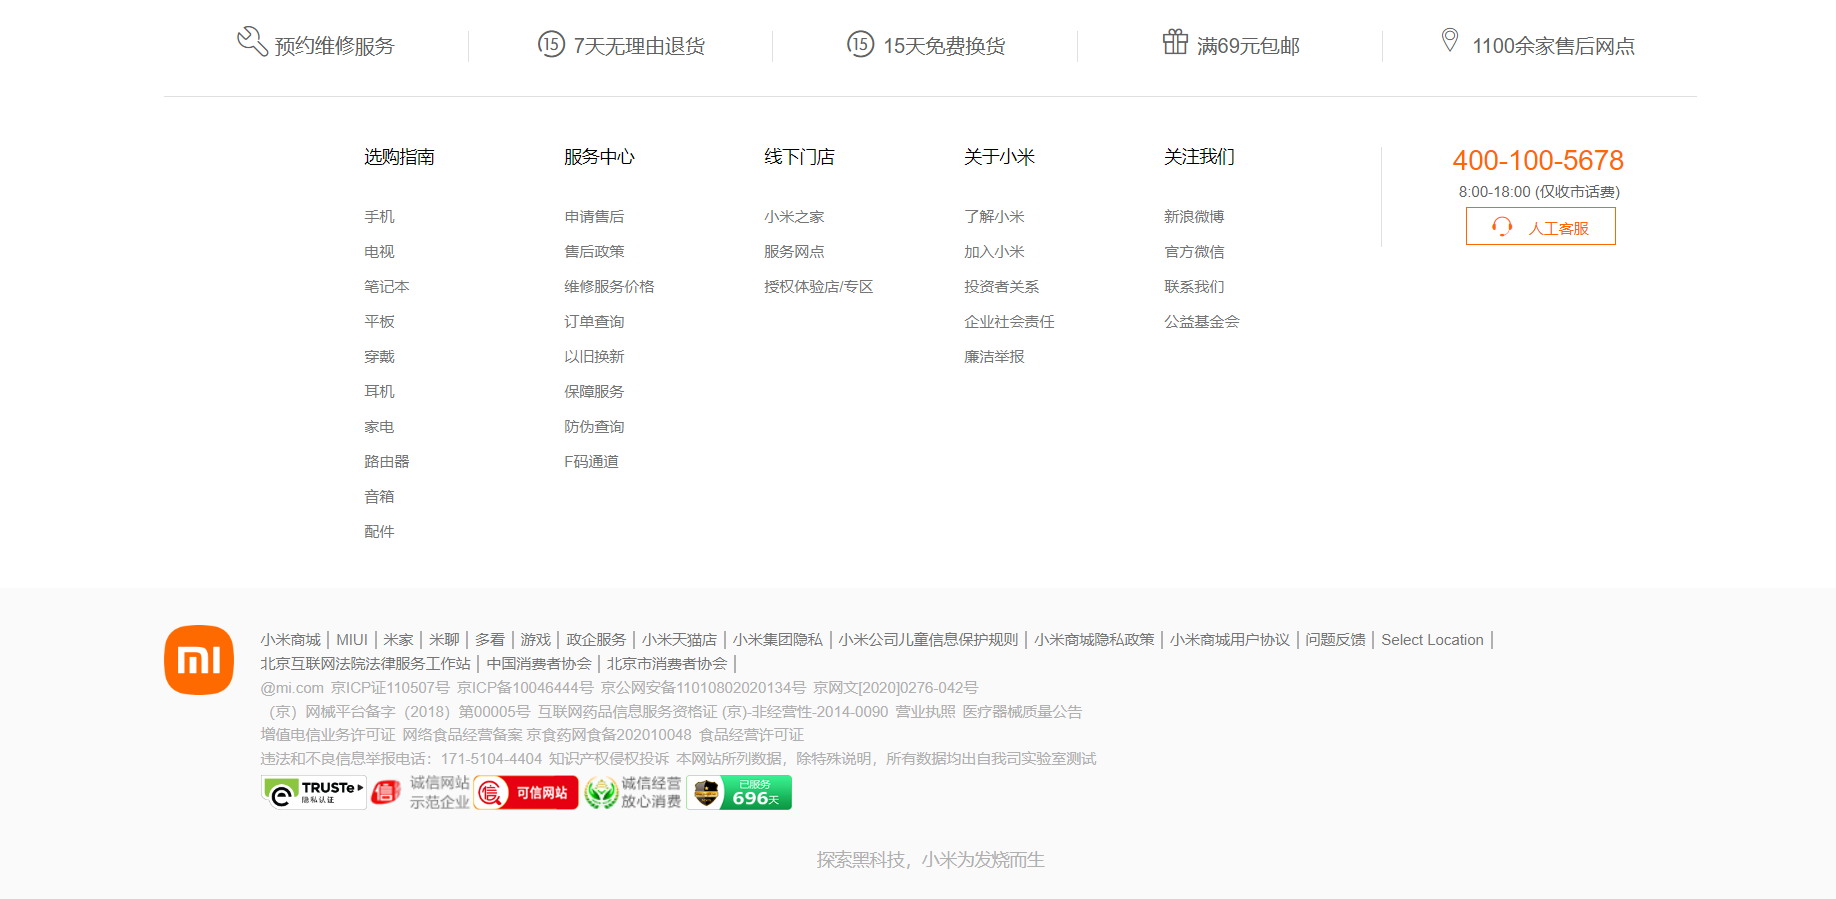 预约维修服务
15 7天无理由退货
15 15天免费换货
满69元包邮
1100余家售后网点
选购指南
手机
电视
笔记本
平板
穿戴
耳机
家电
路由器
音箱
配件
服务中心
申请售后
售后政策
维修服务价格
订单查询
以旧换新
保障服务
防伪查询
F码通道
线下门店
小米之家
服务网点
授权体验店/专区
关于小米
了解小米
加入小米
投资者关系
企业社会责任
廉洁举报
关注我们
新浪微博
官方微信
联系我们
公益基金会
400-100-5678
8:00-18:00 (仅收市话费)
人工客服
mi
小米商城 | MIUI | 米家 | 米聊 | 多看 | 游戏 | 政企服务 | 小米天猫店 | 小米集团隐私 | 小米公司儿童信息保护规则 | 小米商城隐私政策 | 小米商城用户协议 | 问题反馈 | Select Location |
北京互联网法院法律服务工作站 | 中国消费者协会 | 北京市消费者协会 |
@mi.com 京ICP证110507号 京ICP备10046444号 京公网安备11010802020134号 京网文[2020]0276-042号
（京）网械平台备字（2018）第00005号 互联网药品信息服务资格证 (京)-非经营性-2014-0090 营业执照 医疗器械质量公告
增值电信业务许可证 网络食品经营备案 京食药网食备202010048 食品经营许可证
违法和不良信息举报电话：171-5104-4404 知识产权侵权投诉 本网站所列数据，除特殊说明，所有数据均出自我司实验室测试
TRUSTe
隐私认证
信 诚信网站
示范企业
信 可信网站
诚信经营
放心消费
已服务
696天
探索黑科技，小米为发烧而生